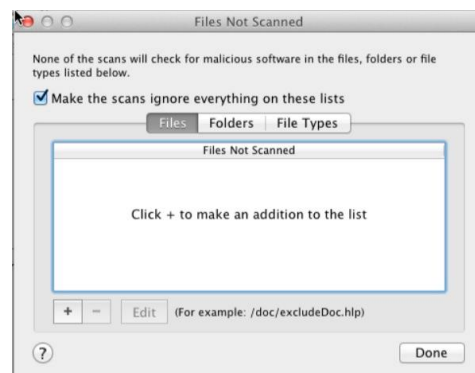 Files Not Scanned
None of the scans will check for malicious software in the files, folders or file
types listed below.
Make the scans ignore everything on these lists
Files Folders File Types
Files Not Scanned
Click + to make an addition to the list
+ - Edit (For example: /doc/excludeDoc.hlp)
? Done